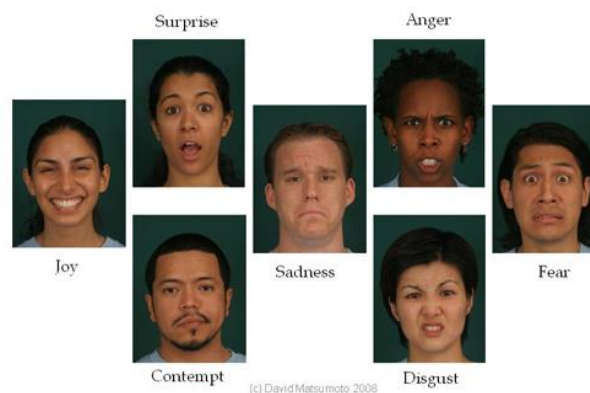 Surprise
Anger
Joy
Sadness
Fear
Contempt
Disgust
(c) David Matsumoto 2008